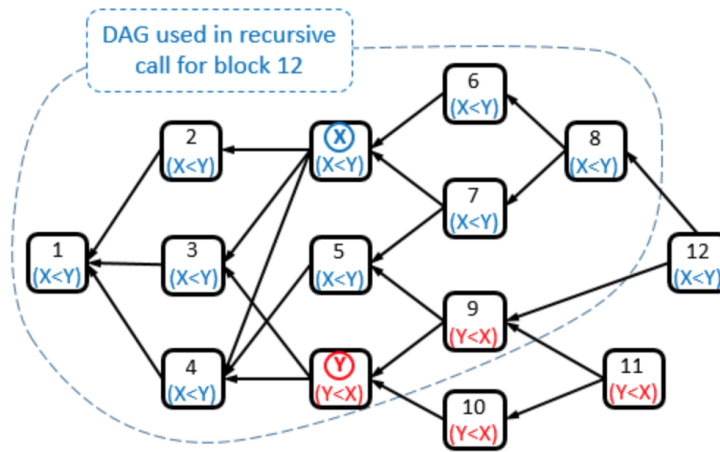 DAG used in recursive
call for block 12
6
(X<Y)
2
(X<Y)
X
(X<Y)
8
(X<Y)
7
(X<Y)
1
(X<Y)
3
(X<Y)
5
(X<Y)
12
(X<Y)
9
(Y<X)
4
(X<Y)
Y
(Y<X)
11
(Y<X)
10
(Y<X)